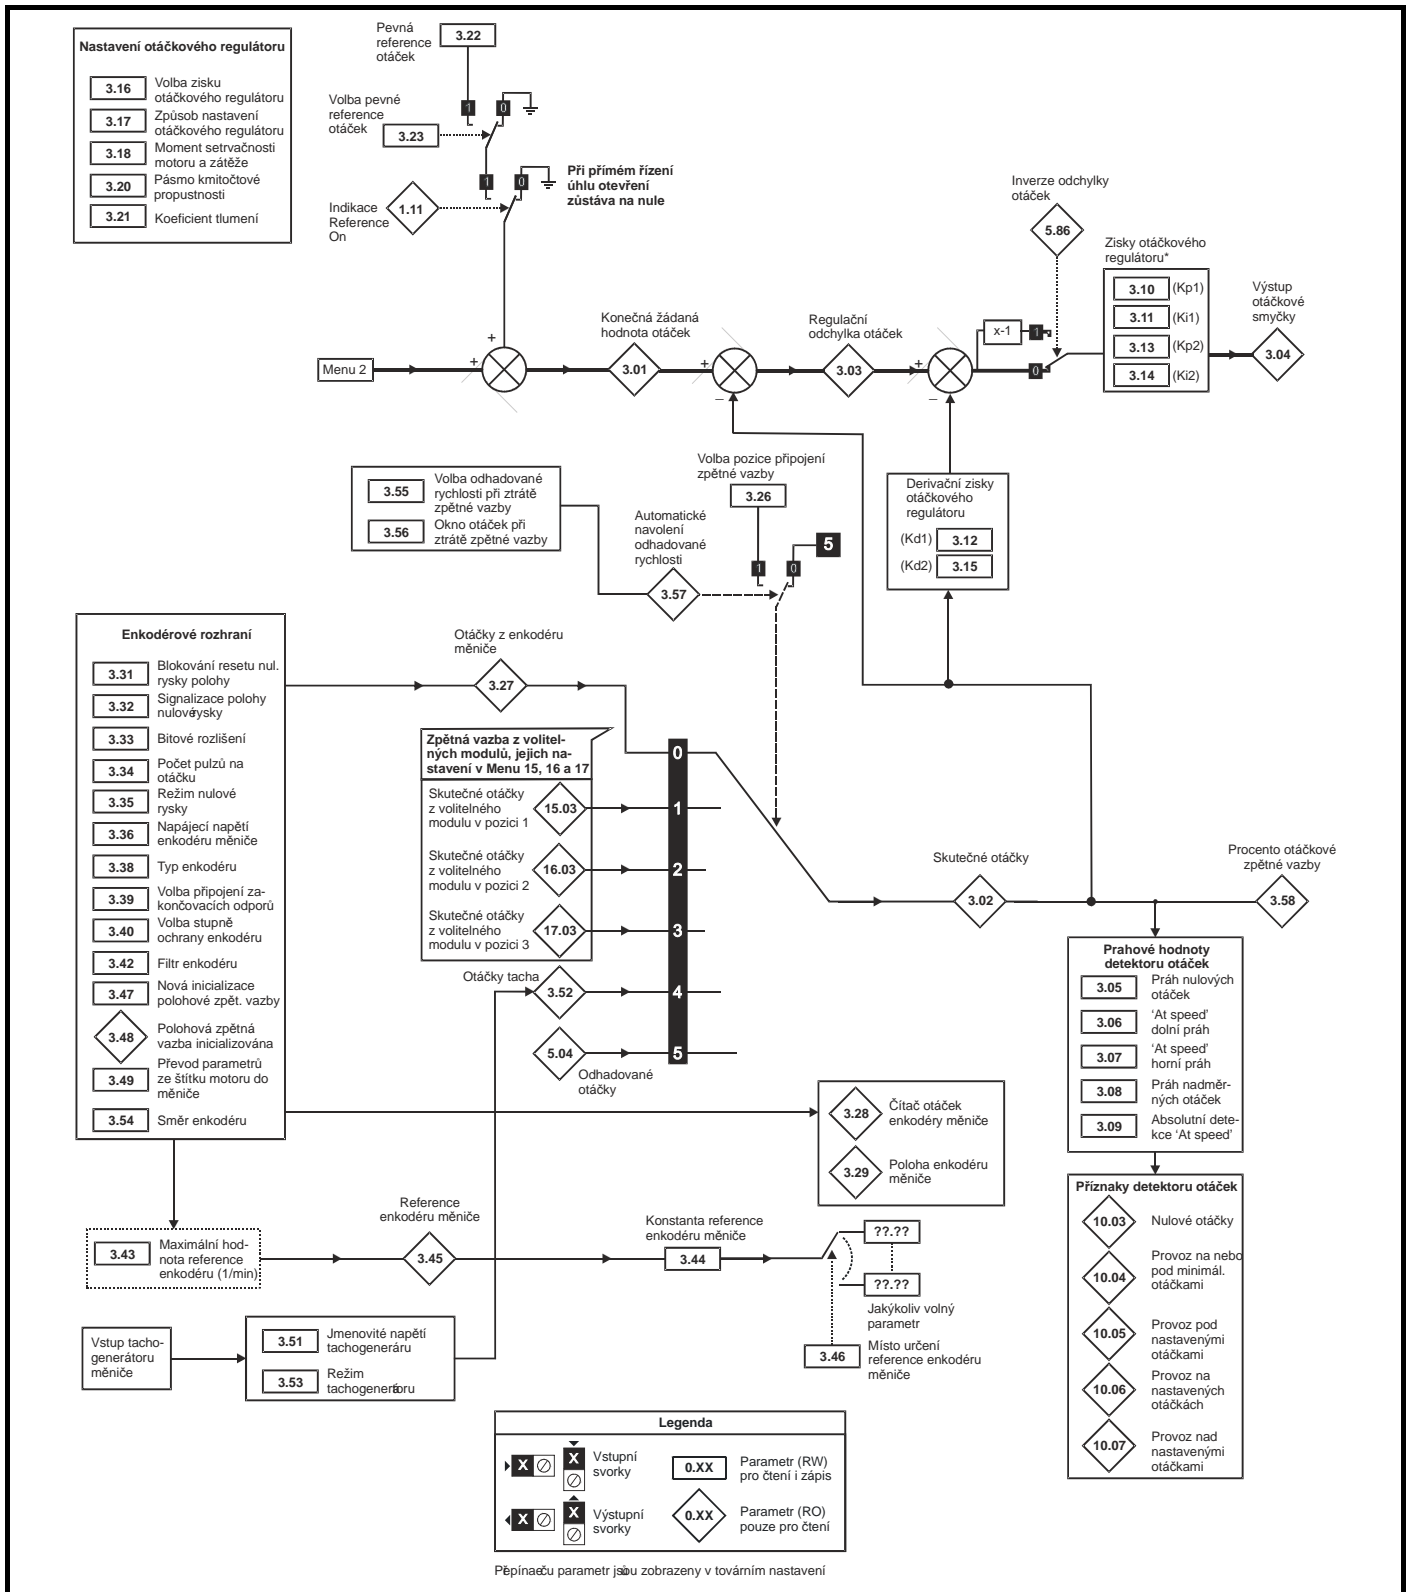 Nastavení otáčkového regulátoru
3.16
Volba zisku
otáčkového regulátoru
3.17
Způsob nastavení
otáčkového regulátoru
3.18
Moment setrvačnosti
motoru a zátěže
3.20
Pásmo kmitočtové
propustnosti
3.21
Koeficient tlumení
Pevná
reference
otáček
3.22
1
0
Volba pevné
reference
otáček
3.23
1
0
Indikace
Reference
On
1.11
Při přímém řízení
úhlu otevření
zůstáva na nule
Inverze odchylky
otáček
5.86
Zisky otáčkového
regulátoru*
3.10
(Kp1)
3.11
(Ki1)
3.13
(Kp2)
3.14
(Ki2)
Výstup
otáčkové
smyčky
3.04
Menu 2
+
+
Konečná žádaná
hodnota otáček
3.01
+
–
Regulační
odchylka otáček
3.03
+
–
x-1
1
0
3.55
Volba odhadované
rychlosti při ztrátě
zpětné vazby
3.56
Okno otáček při
ztrátě zpětné vazby
Volba pozice připojení
zpětné vazby
3.26
Automatické
navolení
odhadované
rychlosti
3.57
1
0
5
Derivační zisky
otáčkového
regulátoru
(Kd1)
3.12
(Kd2)
3.15
Enkodérové rozhraní
3.31
Blokování resetu nul.
rysky polohy
3.32
Signalizace polohy
nulové rysky
3.33
Bitové rozlišení
3.34
Počet pulzů na
otáčku
3.35
Režim nulové
rysky
3.36
Napájecí napětí
enkodéru měniče
3.38
Typ enkodéru
3.39
Volba připojení za-
končovacích odporů
3.40
Volba stupně
ochrany enkodéru
3.42
Filtr enkodéru
3.47
Nová inicializace
polohové zpět. vazby
3.48
Polohová zpětná
vazba inicializována
3.49
Převod parametrů
ze štítku motoru do
měniče
3.54
Směr enkodéru
Otáčky z enkodéru
měniče
3.27
Zpětná vazba z volitel-
ných modulů, jejich na-
stavení v Menu 15, 16 a 17
Skutečné otáčky
z volitelného
modulu v pozici 1
15.03
Skutečné otáčky
z volitelného
modulu v pozici 2
16.03
Skutečné otáčky
z volitelného
modulu v pozici 3
17.03
Otáčky tacha
3.52
5.04
Odhadované
otáčky
0
1
2
3
4
5
Skutečné otáčky
3.02
Procento otáčkové
zpětné vazby
3.58
Prahové hodnoty
detektoru otáček
3.05
Práh nulových
otáček
3.06
‘At speed’
dolní práh
3.07
‘At speed’
horní práh
3.08
Práh nadměr-
ných otáček
3.09
Absolutní dete-
kce ‘At speed’
3.28
Čítač otáček
enkodéry měniče
3.29
Poloha enkodéru
měniče
Příznaky detektoru otáček
10.03
Nulové otáčky
10.04
Provoz na nebo
pod minimál.
otáčkami
10.05
Provoz pod
nastavenými
otáčkami
10.06
Provoz na
nastavených
otáčkách
10.07
Provoz nad
nastavenými
otáčkami
3.43
Maximální hod-
nota reference
enkodéru (1/min)
Reference
enkodéru měniče
3.45
Konstanta reference
enkodéru měniče
3.44
??.??
??.??
Jakýkoliv volný
parametr
3.46
Místo určení
reference enkodéru
měniče
Vstup tacho-
generátoru
měniče
3.51
Jmenovité napětí
tachogeneráru
3.53
Režim
tachogenerátoru
Legenda
X
X
Vstupní
svorky
0.XX
Parametr (RW)
pro čtení i zápis
X
X
Výstupní
svorky
0.XX
Parametr (RO)
pouze pro čtení
parametr zobrazeny v továrním nastavení